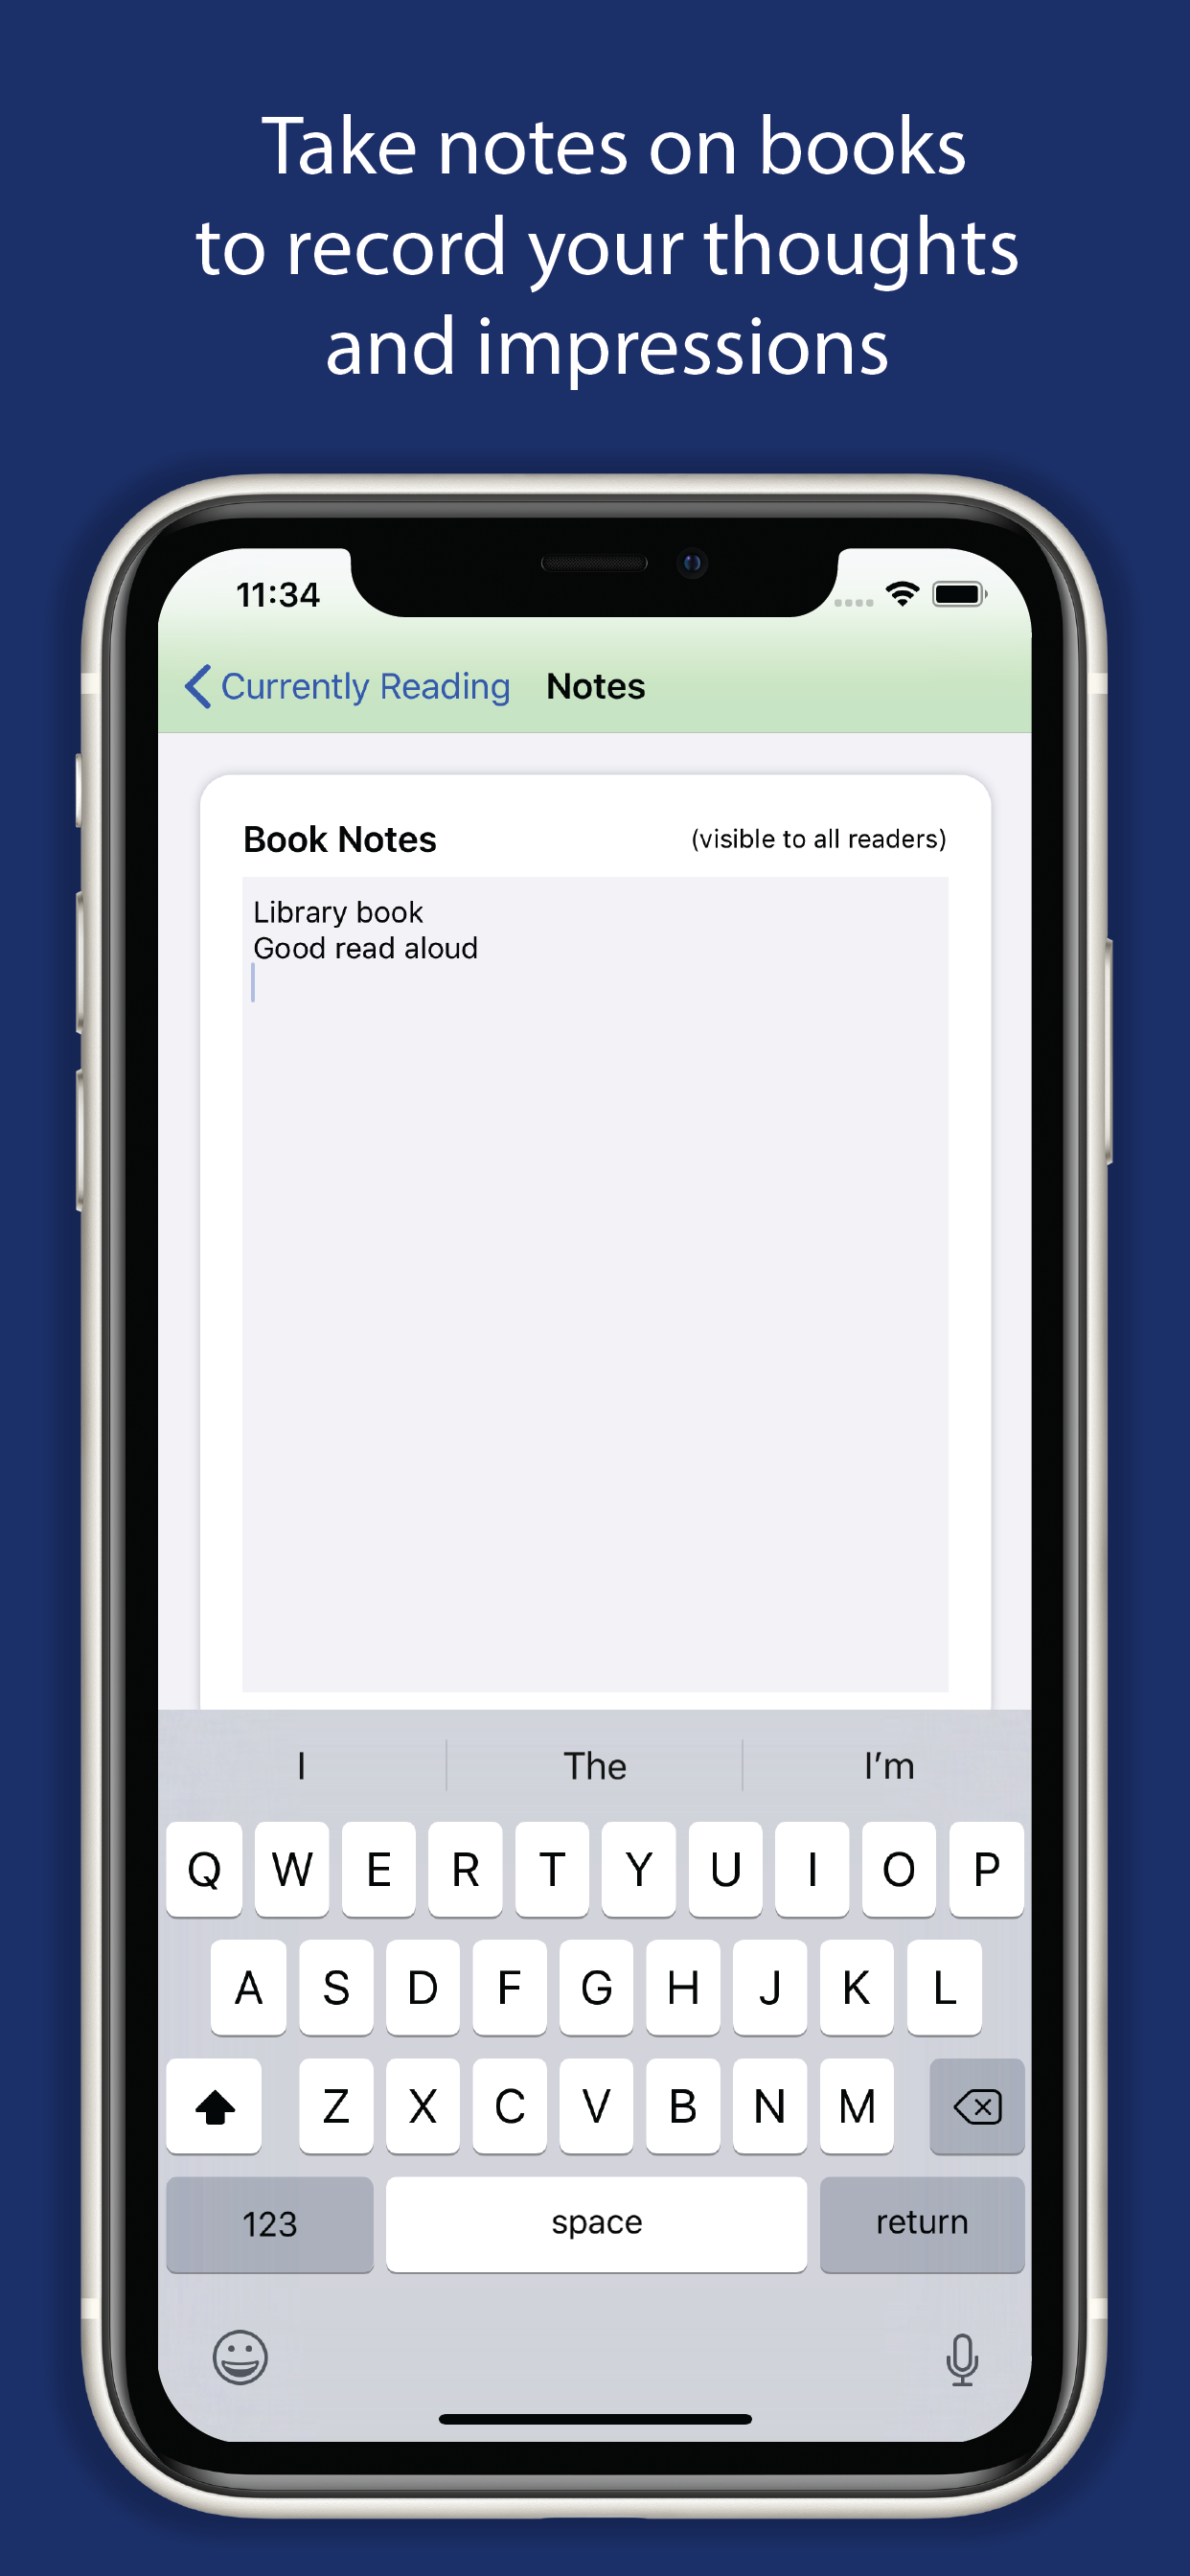 Take notes on books
to record your thoughts
and impressions
11:34
Currently Reading Notes
Book Notes (visible to all readers)
Library book
Good read aloud
I The I’m
Q W E R T Y U I O P
A S D F G H J K L
Z X C V B N M
123 space return